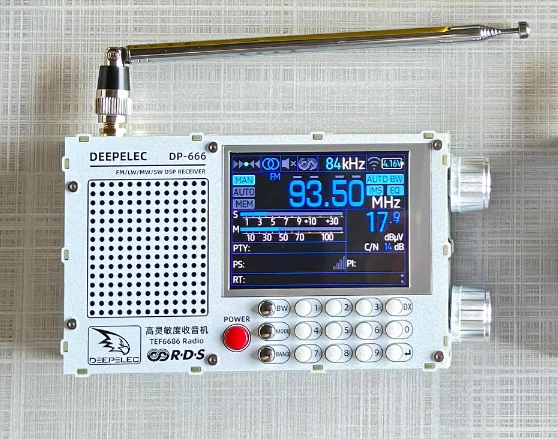 DEEPELEC DP-666
FM/LW/MW/SW DSP RECEIVER
84kHz 4.16V
FM
MAN AUTO BW
AUTO 93.50 IMS EQ
MEM MHz
S 1 3 5 7 9 +10 +30 17.9
M 10 30 50 70 100 dBµV
C/N 14 dB
PTY:
PS: PI:
RT:
POWER
BW 1 2 3 DX
MODE 4 5 6 0
BAND 7 8 9 ↵
高灵敏度收音机
TEF6686 Radio
R·D·S
DEEPELEC